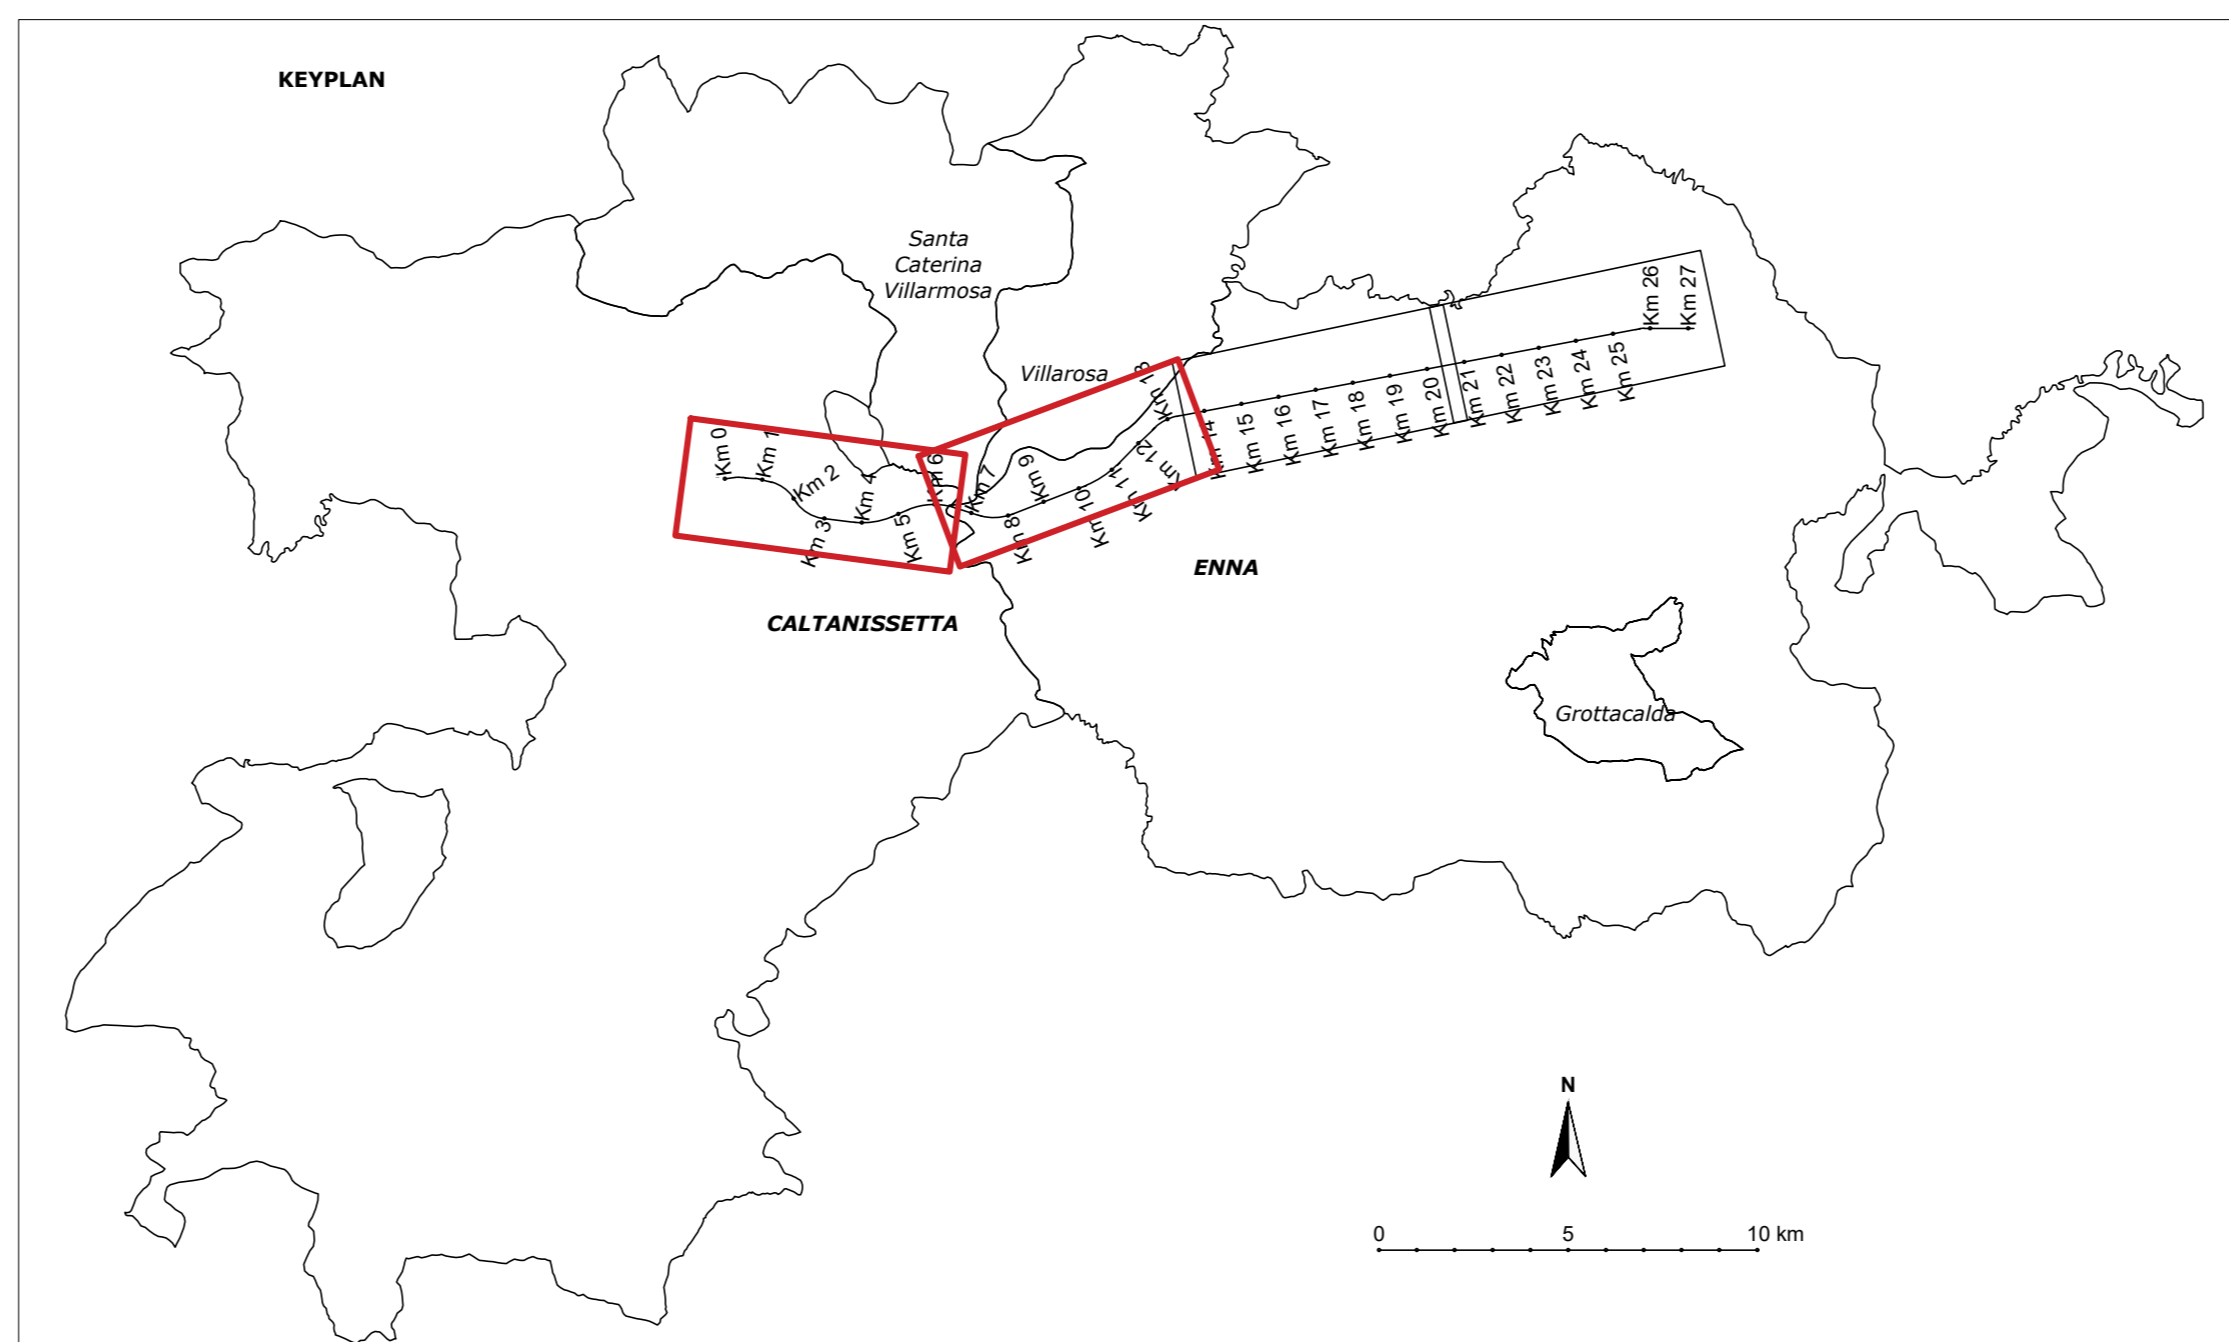 KEYPLAN
Santa
Caterina
Villarmosa
Villarosa
Km 0
Km 1
Km 2
Km 3
Km 4
Km 5
Km 6
Km 7
Km 8
Km 9
Km 10
Km 11
Km 12
Km 13
Km 14
Km 15
Km 16
Km 17
Km 18
Km 19
Km 20
Km 21
Km 22
Km 23
Km 24
Km 25
Km 26
Km 27
ENNA
CALTANISSETTA
Grottacalda
N
0 5 10 km